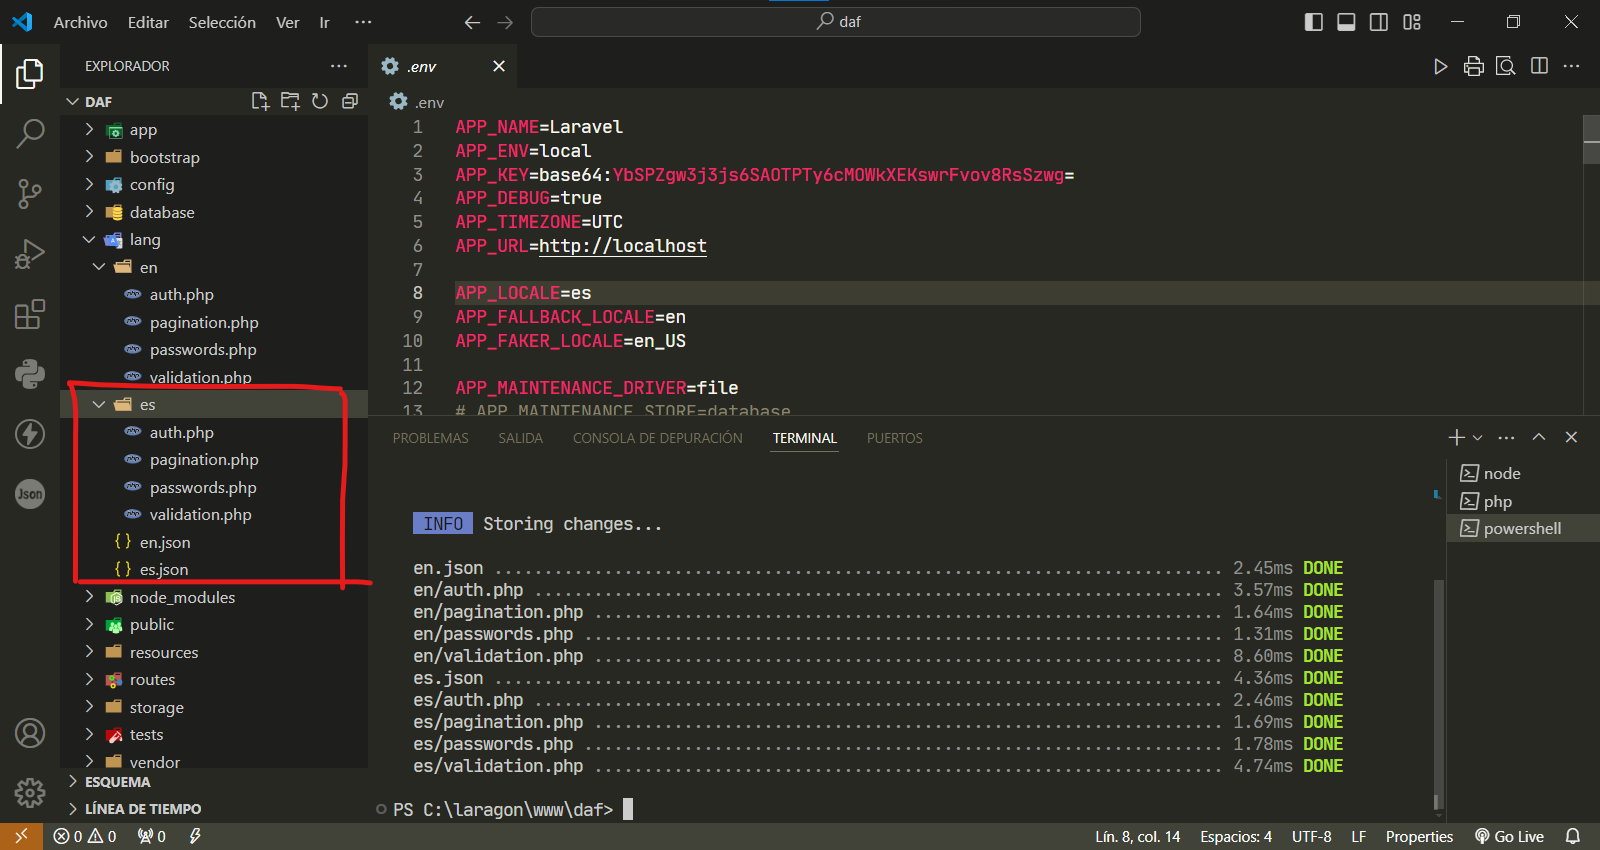 Archivo Editar Selección Ver Ir ...
daf
EXPLORADOR ...
DAF
app
bootstrap
config
database
lang
en
auth.php
pagination.php
passwords.php
validation.php
es
auth.php
pagination.php
passwords.php
validation.php
{} en.json
{} es.json
node_modules
public
resources
routes
storage
tests
vendor
ESQUEMA
LÍNEA DE TIEMPO
Json
.env
.env
1 APP_NAME=Laravel
2 APP_ENV=local
3 APP_KEY=base64:YbSPZgw3j3js6SAOTPTy6cMOWkXEKswrFvov8RsSzwg=
4 APP_DEBUG=true
5 APP_TIMEZONE=UTC
6 APP_URL=http://localhost
7
8 APP_LOCALE=es
9 APP_FALLBACK_LOCALE=en
10 APP_FAKER_LOCALE=en_US
11
12 APP_MAINTENANCE_DRIVER=file
13 # APP_MAINTENANCE_STORE=database
PROBLEMAS SALIDA CONSOLA DE DEPURACIÓN TERMINAL PUERTOS
INFO Storing changes...
en.json ........................................................................ 2.45ms DONE
en/auth.php .................................................................... 3.57ms DONE
en/pagination.php .............................................................. 1.64ms DONE
en/passwords.php ............................................................... 1.31ms DONE
en/validation.php .............................................................. 8.60ms DONE
es.json ........................................................................ 4.36ms DONE
es/auth.php .................................................................... 2.46ms DONE
es/pagination.php .............................................................. 1.69ms DONE
es/passwords.php ............................................................... 1.78ms DONE
es/validation.php .............................................................. 4.74ms DONE
PS C:\laragon\www\daf>
node
php
powershell
0 0 0
Lín. 8, col. 14 Espacios: 4 UTF-8 LF Properties Go Live